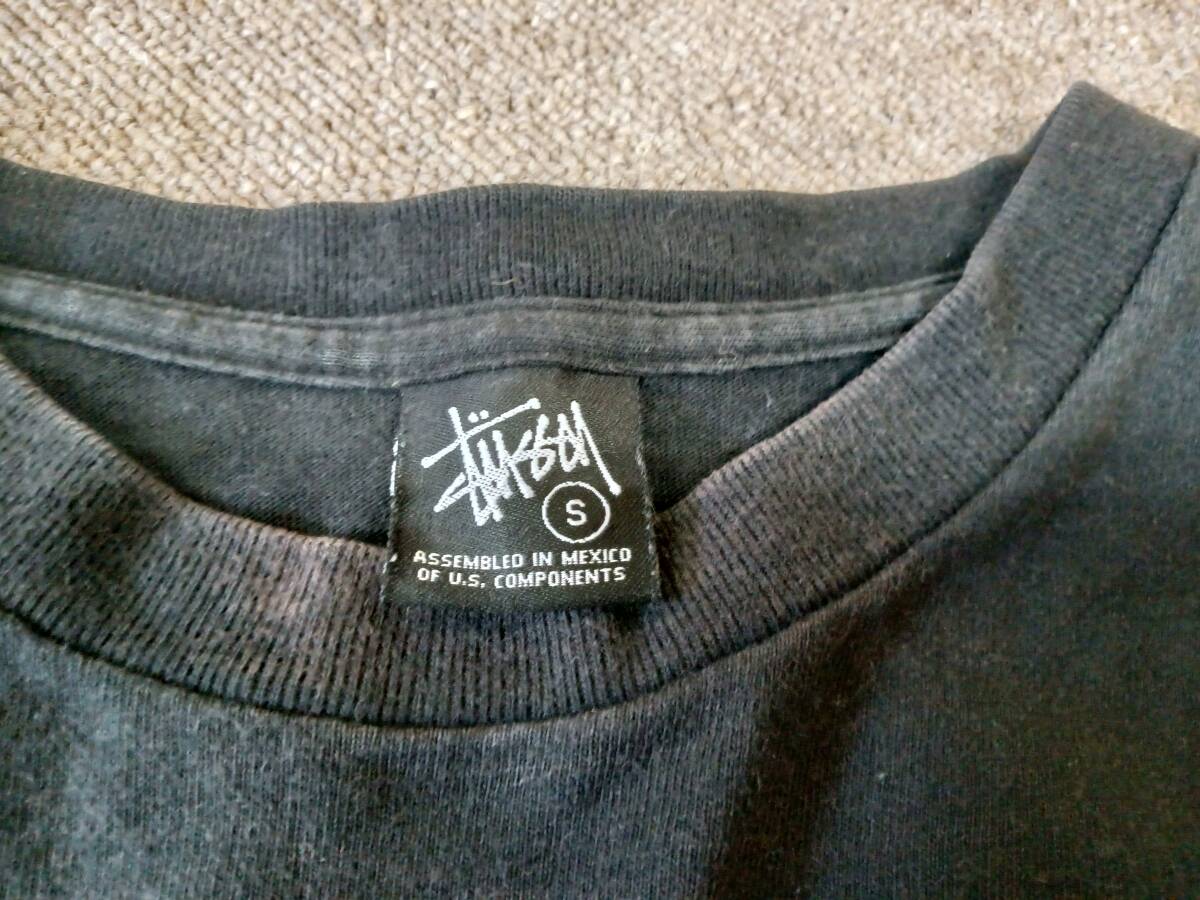 Stüssy
S
ASSEMBLED IN MEXICO
OF U.S. COMPONENTS